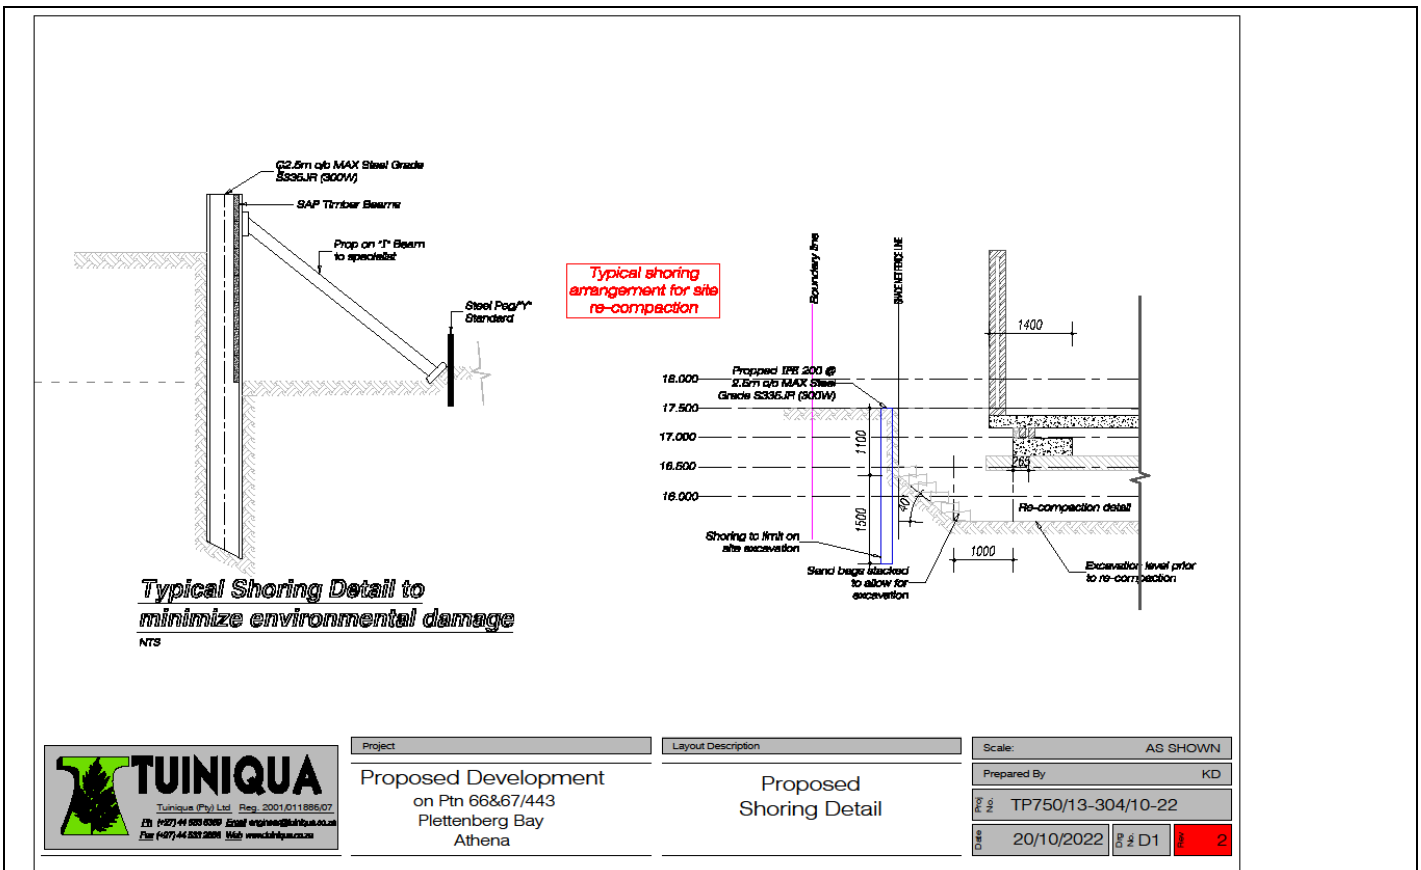 @2.5m c/c MAX Steel Grade
S335JR (300W)
SAP Timber Beams
Prop on "I" Beam
to specialist
Steel Peg/"Y"
Standard
Typical shoring
arrangement for site
re-compaction
Boundary line
Propped IPE 200 @
2.5m c/c MAX Steel
Grade S335JR (300W)
18.000
17.500
17.000
16.500
16.000
1100
1500
40°
1400
265
1000
Re-compaction detail
Shoring to limit on
site excavation
Sand bags stacked
to allow for
excavation
Excavation level prior
to re-compaction
Typical Shoring Detail to
minimize environmental damage
NTS
TUINIQUA
Tuiniqua (Pty) Ltd Reg. 2001/011886/07
Project
Proposed Development
on Ptn 66&67/443
Plettenberg Bay
Athena
Layout Description
Proposed
Shoring Detail
Scale: AS SHOWN
Prepared By KD
Proj No. TP750/13-304/10-22
Date 20/10/2022 Drg No. D1 Rev 2